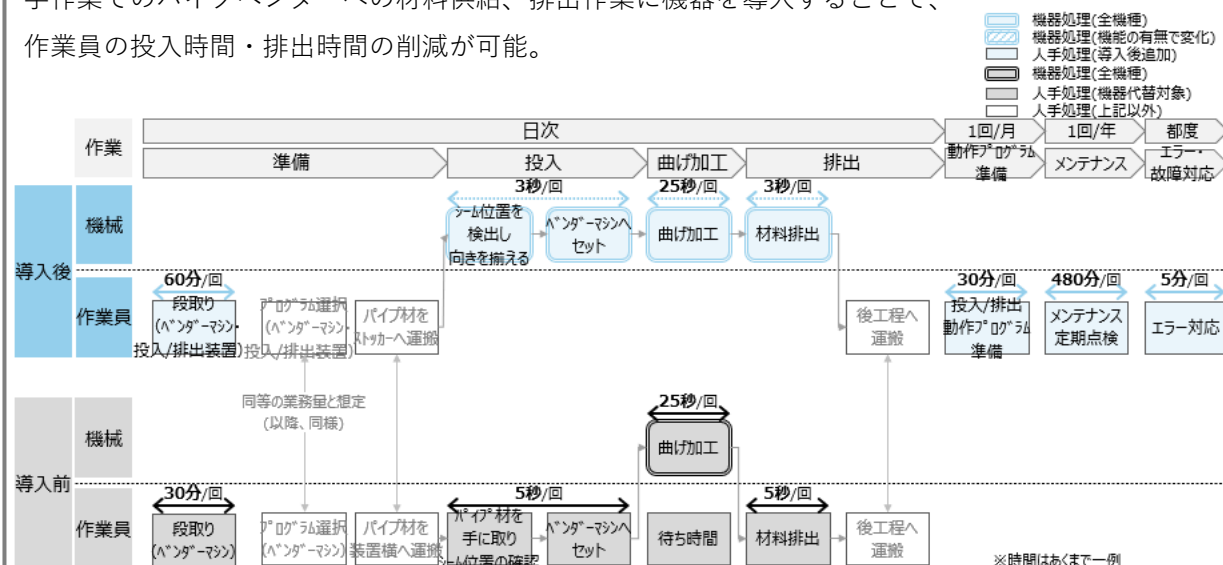 作業員の投入時間・排出時間の削減が可能。
機器処理(全機種)
機器処理(機能の有無で変化)
人手処理(導入後追加)
機器処理(全機種)
人手処理(機器代替対象)
人手処理(上記以外)
作業
日次
1回/月
1回/年
都度
準備
投入
曲げ加工
排出
動作プログラム
準備
メンテナンス
エラー・
故障対応
導入後
機械
3秒/回
25秒/回
3秒/回
シーム位置を
検出し
向きを揃える
ベンダーマシンへ
セット
曲げ加工
材料排出
作業員
60分/回
段取り
(ベンダーマシン・
投入/排出装置)
プログラム選択
(ベンダーマシン・
投入/排出装置)
パイプ材を
ストッカーへ運搬
後工程へ
運搬
30分/回
投入/排出
動作プログラム
準備
480分/回
メンテナンス
定期点検
5分/回
エラー対応
同等の業務量と想定
(以降、同様)
導入前
機械
25秒/回
曲げ加工
作業員
30分/回
段取り
(ベンダーマシン)
プログラム選択
(ベンダーマシン)
パイプ材を
装置横へ運搬
5秒/回
パイプ材を
手に取り
シーム位置の確認
ベンダーマシンへ
セット
待ち時間
5秒/回
材料排出
後工程へ
運搬
※時間はあくまで一例